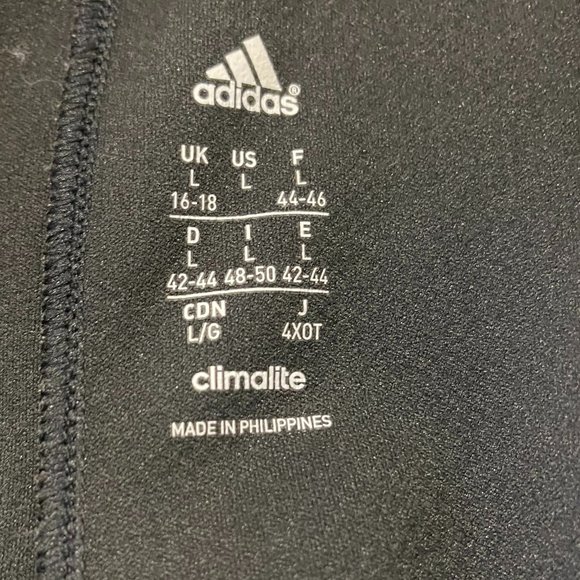 adidas®
UK US F
L L L
16-18 44-46
D I E
L L L
42-44 48-50 42-44
CDN J
L/G 4XOT
climalite
MADE IN PHILIPPINES